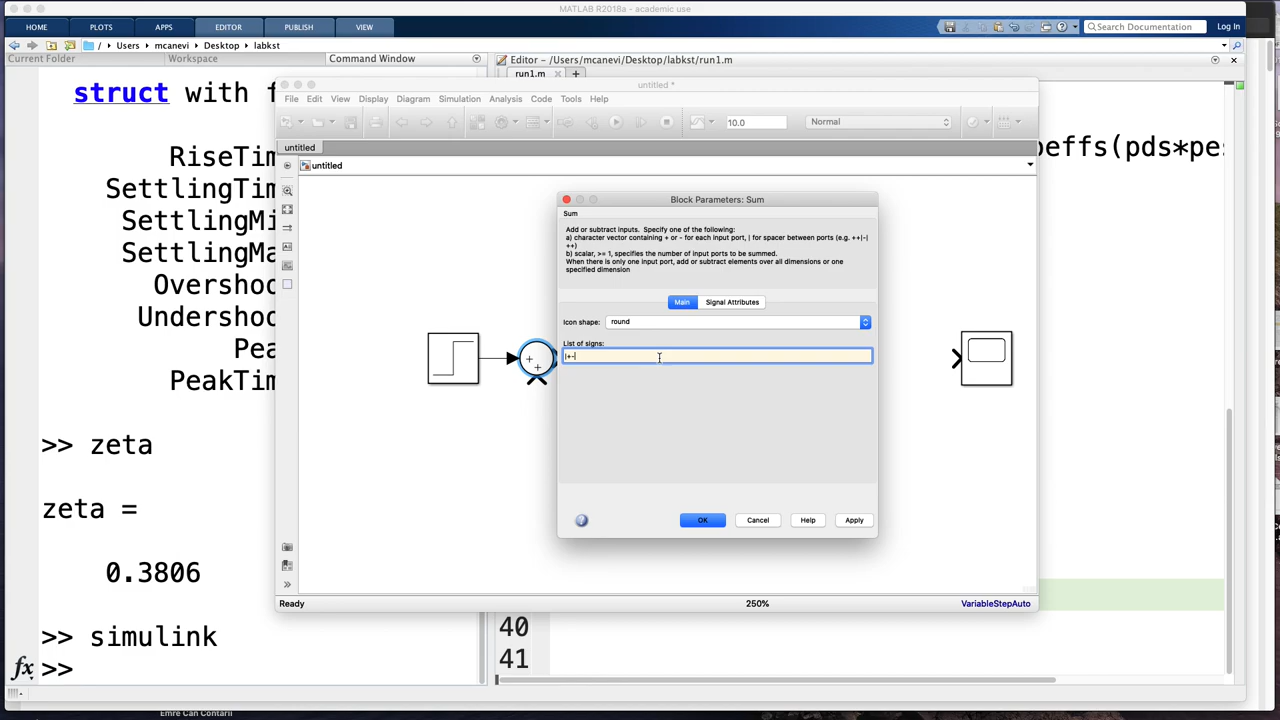 MATLAB R2018a - academic use
HOME PLOTS APPS EDITOR PUBLISH VIEW Search Documentation Log In
/ Users mcanevi Desktop labkst
Current Folder Workspace Command Window
Editor - /Users/mcanevi/Desktop/labkst/run1.m
run1.m
struct with f
RiseTim
SettlingTim
SettlingMi
SettlingMa
Overshoo
Undershoo
Pea
PeakTim
>> zeta
zeta =
0.3806
>> simulink
fx >>
untitled *
File Edit View Display Diagram Simulation Analysis Code Tools Help
10.0 Normal
untitled
untitled
Block Parameters: Sum
Sum
Add or subtract inputs. Specify one of the following:
a) character vector containing + or - for each input port, | for spacer between ports (e.g. ++|-|
++)
b) scalar, >= 1, specifies the number of input ports to be summed.
When there is only one input port, add or subtract elements over all dimensions or one
specified dimension
Main Signal Attributes
Icon shape: round
List of signs:
|+-|
OK Cancel Help Apply
+
+
Ready 250% VariableStepAuto
oeffs(pds*pes
40
41
Emre Can Contarli